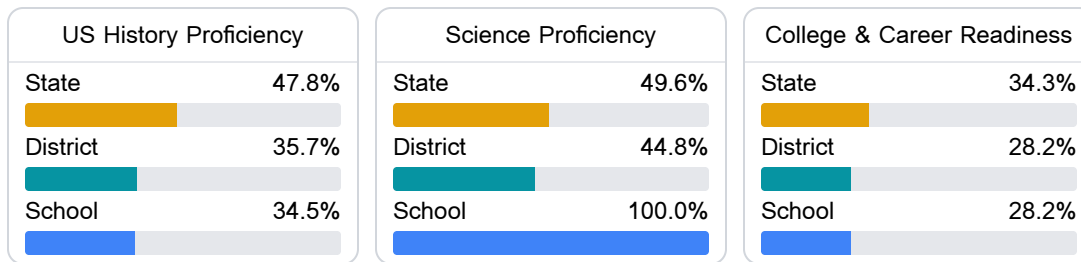 US History Proficiency
State 47.8%
District 35.7%
School 34.5%
Science Proficiency
State 49.6%
District 44.8%
School 100.0%
College & Career Readiness
State 34.3%
District 28.2%
School 28.2%